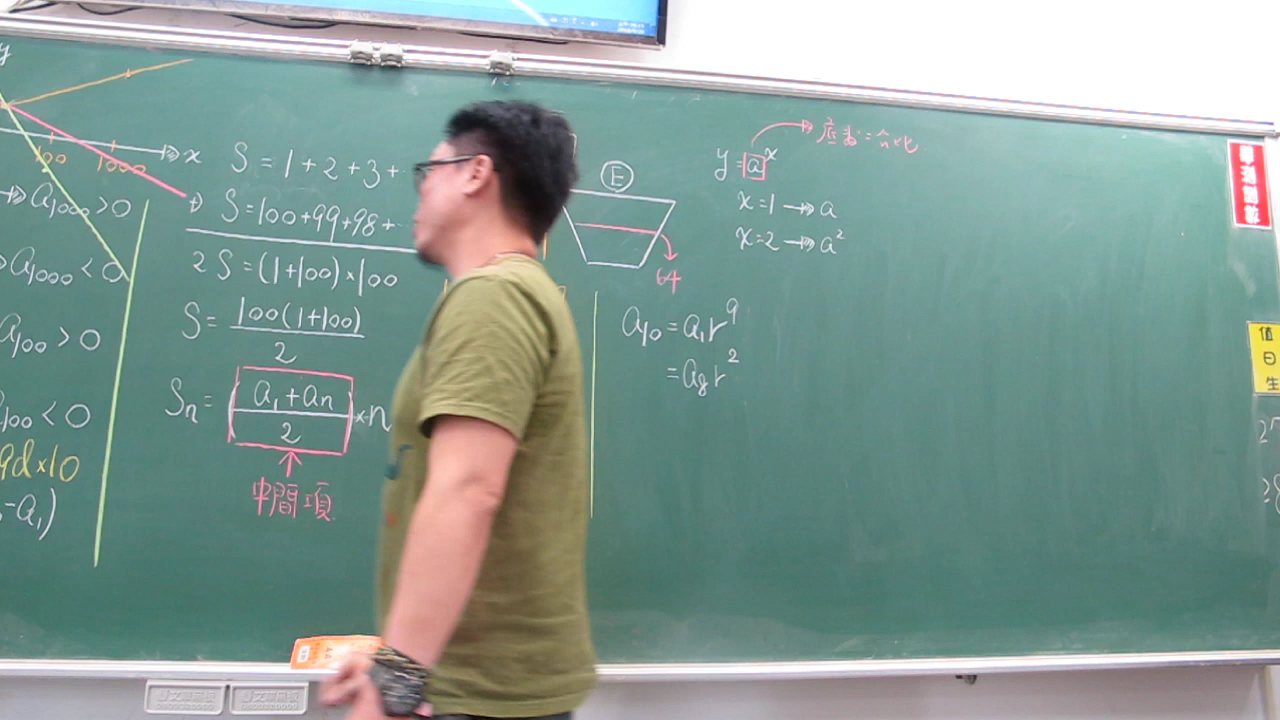 y
x
100
1000
→ a₁₀₀₀ > 0
> a₁₀₀₀ < 0
a₁₀₀ > 0
a₁₀₀ < 0
9d×10
-a₁)
S = 1 + 2 + 3 + ·
+) S = 100 + 99 + 98 + ··
2S = (1+100)×100
S = 100(1+100) / 2
Sₙ = (a₁ + aₙ / 2) × n
中間項
E
64
y = aˣ
底數 = 公比
x=1 → a
x=2 → a²
a₁₀ = a₁r⁹
= a₈r²
值日生